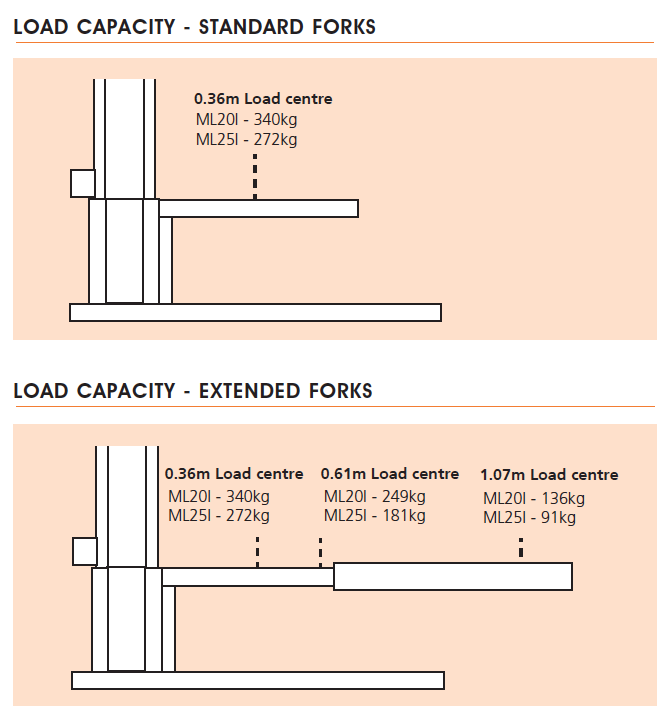 LOAD CAPACITY - STANDARD FORKS
0.36m Load centre
ML20I - 340kg
ML25I - 272kg
LOAD CAPACITY - EXTENDED FORKS
0.36m Load centre
ML20I - 340kg
ML25I - 272kg
0.61m Load centre
ML20I - 249kg
ML25I - 181kg
1.07m Load centre
ML20I - 136kg
ML25I - 91kg